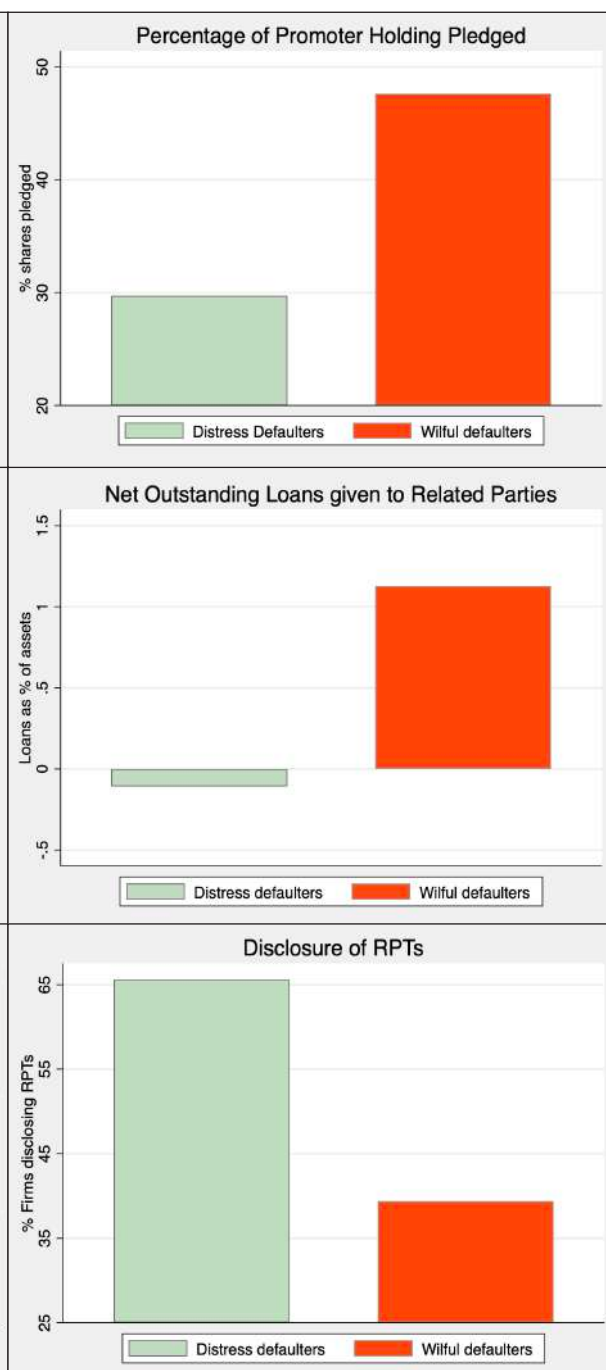 Percentage of Promoter Holding Pledged
% shares pledged
50
40
30
20
Distress Defaulters Wilful defaulters
Net Outstanding Loans given to Related Parties
Loans as % of assets
1.5
1
.5
0
-.5
Distress defaulters Wilful defaulters
Disclosure of RPTs
% Firms disclosing RPTs
65
55
45
35
25
Distress defaulters Wilful defaulters